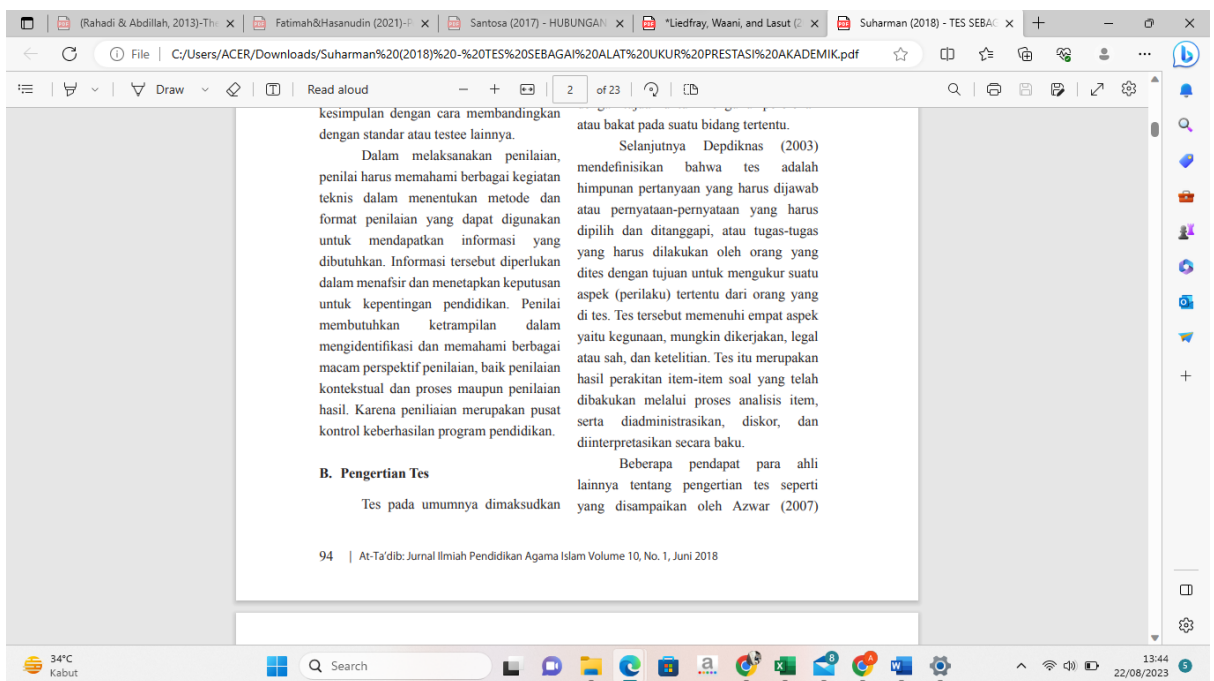 (Rahadi & Abdillah, 2013)-The
Fatimah&Hasanudin (2021)-P
Santosa (2017) - HUBUNGAN
*Liedfray, Waani, and Lasut (2
Suharman (2018) - TES SEBAG
File | C:/Users/ACER/Downloads/Suharman%20(2018)%20-%20TES%20SEBAGAI%20ALAT%20UKUR%20PRESTASI%20AKADEMIK.pdf
Draw
Read aloud
2 of 23
kesimpulan dengan cara membandingkan
dengan standar atau testee lainnya.
Dalam melaksanakan penilaian,
penilai harus memahami berbagai kegiatan
teknis dalam menentukan metode dan
format penilaian yang dapat digunakan
untuk mendapatkan informasi yang
dibutuhkan. Informasi tersebut diperlukan
dalam menafsir dan menetapkan keputusan
untuk kepentingan pendidikan. Penilai
membutuhkan ketrampilan dalam
mengidentifikasi dan memahami berbagai
macam perspektif penilaian, baik penilaian
kontekstual dan proses maupun penilaian
hasil. Karena peniliaian merupakan pusat
kontrol keberhasilan program pendidikan.
B. Pengertian Tes
Tes pada umumnya dimaksudkan
atau bakat pada suatu bidang tertentu.
Selanjutnya Depdiknas (2003)
mendefinisikan bahwa tes adalah
himpunan pertanyaan yang harus dijawab
atau pernyataan-pernyataan yang harus
dipilih dan ditanggapi, atau tugas-tugas
yang harus dilakukan oleh orang yang
dites dengan tujuan untuk mengukur suatu
aspek (perilaku) tertentu dari orang yang
di tes. Tes tersebut memenuhi empat aspek
yaitu kegunaan, mungkin dikerjakan, legal
atau sah, dan ketelitian. Tes itu merupakan
hasil perakitan item-item soal yang telah
dibakukan melalui proses analisis item,
serta diadministrasikan, diskor, dan
diinterpretasikan secara baku.
Beberapa pendapat para ahli
lainnya tentang pengertian tes seperti
yang disampaikan oleh Azwar (2007)
94 | At-Ta'dib: Jurnal Ilmiah Pendidikan Agama Islam Volume 10, No. 1, Juni 2018
34°C
Kabut
Search
13:44
22/08/2023
5